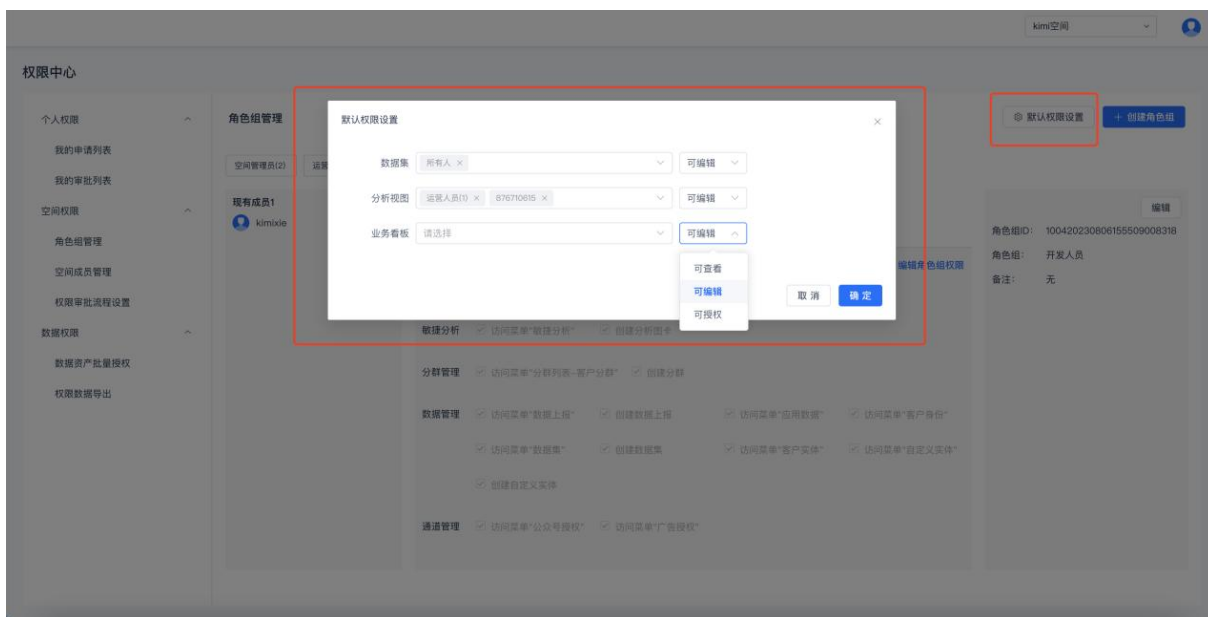 kimi空间
权限中心
个人权限
我的申请列表
我的审批列表
空间权限
角色组管理
空间成员管理
权限审批流程设置
数据权限
数据资产批量授权
权限数据导出
角色组管理
默认权限设置
+ 创建角色组
空间管理员(2)
运营
现有成员1
kimixie
默认权限设置
数据集 所有人 × 可编辑
分析视图 运营人员(1) × 876710615 × 可编辑
业务看板 请选择 可编辑
可查看
可编辑
可授权
取消 确定
编辑角色组权限
敏捷分析 访问菜单"敏捷分析" 创建分析图卡
分群管理 访问菜单"分群列表-客户分群" 创建分群
数据管理 访问菜单"数据上报" 创建数据上报 访问菜单"应用数据" 访问菜单"客户身份"
访问菜单"数据集" 创建数据集 访问菜单"客户实体" 访问菜单"自定义实体"
创建自定义实体
通道管理 访问菜单"公众号授权" 访问菜单"广告授权"
编辑
角色组ID: 100420230806155509008318
角色组: 开发人员
备注: 无